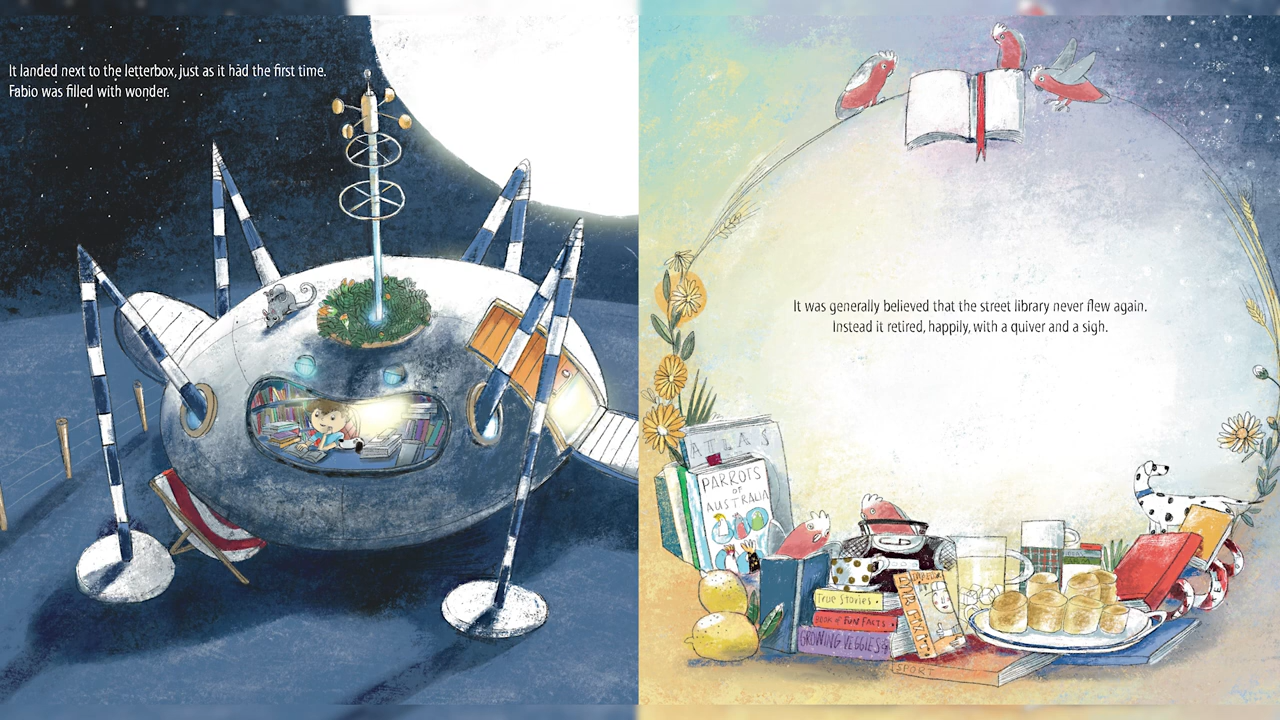 It landed next to the letterbox, just as it had the first time.
Fabio was filled with wonder.
It was generally believed that the street library never flew again.
Instead it retired, happily, with a quiver and a sigh.
ATLAS
PARROTS
OF
AUSTRALIA
TRUE STORIES
BOOK OF FUN FACTS
GROWING VEGGIES
SPORT